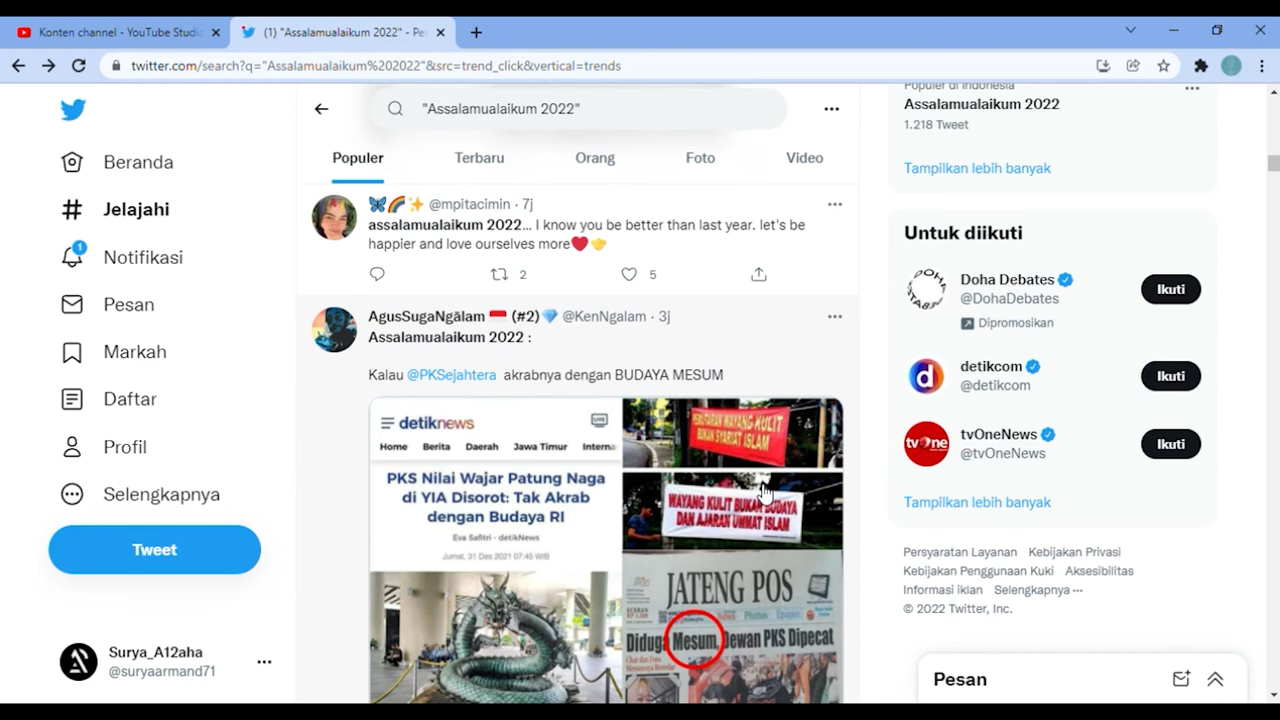 Konten channel - YouTube Studio
(1) "Assalamualaikum 2022" - Pe
twitter.com/search?q="Assalamualaikum%202022"&src=trend_click&vertical=trends
Beranda
Jelajahi
1
Notifikasi
Pesan
Markah
Daftar
Profil
Selengkapnya
Tweet
Surya_A12aha
@suryaarmand71
"Assalamualaikum 2022"
Populer Terbaru Orang Foto Video
@mpitacimin · 7j
assalamualaikum 2022... I know you be better than last year. let's be
happier and love ourselves more
2 5
AgusSugaNgälam (#2) @KenNgalam · 3j
Assalamualaikum 2022 :
Kalau @PKSejahtera akrabnya dengan BUDAYA MESUM
detiknews
LIVE
Home Berita Daerah Jawa Timur Interna
PKS Nilai Wajar Patung Naga
di YIA Disorot: Tak Akrab
dengan Budaya RI
Eva Safitri - detikNews
Jumat, 31 Des 2021 07:45 WIB
WAYANG KULIT
BUKAN SYARIAT ISLAM
WAYANG KULIT BUKAN BUDAYA
DAN AJARAN UMMAT ISLAM
JATENG POS
Diduga Mesum, Dewan PKS Dipecat
Populer di Indonesia
Assalamualaikum 2022
1.218 Tweet
Tampilkan lebih banyak
Untuk diikuti
Doha Debates
@DohaDebates
Dipromosikan
Ikuti
detikcom
@detikcom
Ikuti
tvOneNews
@tvOneNews
Ikuti
Tampilkan lebih banyak
Persyaratan Layanan Kebijakan Privasi
Kebijakan Penggunaan Kuki Aksesibilitas
Informasi iklan Selengkapnya ···
© 2022 Twitter, Inc.
Pesan